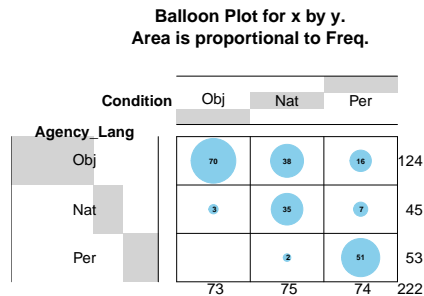 Balloon Plot for x by y.
Area is proportional to Freq.
Condition Obj Nat Per
Agency_Lang
Obj 70 38 16 124
Nat 3 35 7 45
Per 2 51 53
73 75 74 222